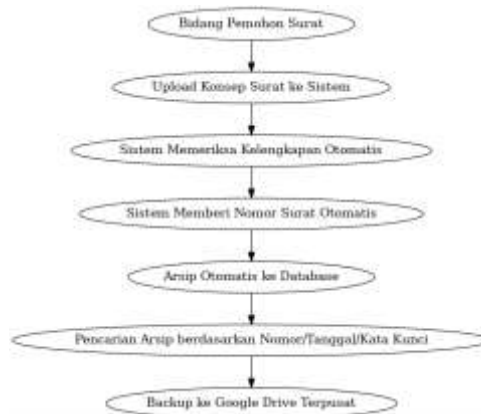 Bidang Pemohon Surat
Upload Konsep Surat ke Sistem
Sistem Memeriksa Kelengkapan Otomatis
Sistem Memberi Nomor Surat Otomatis
Arsip Otomatis ke Database
Pencarian Arsip berdasarkan Nomor/Tanggal/Kata Kunci
Backup ke Google Drive Terpusat